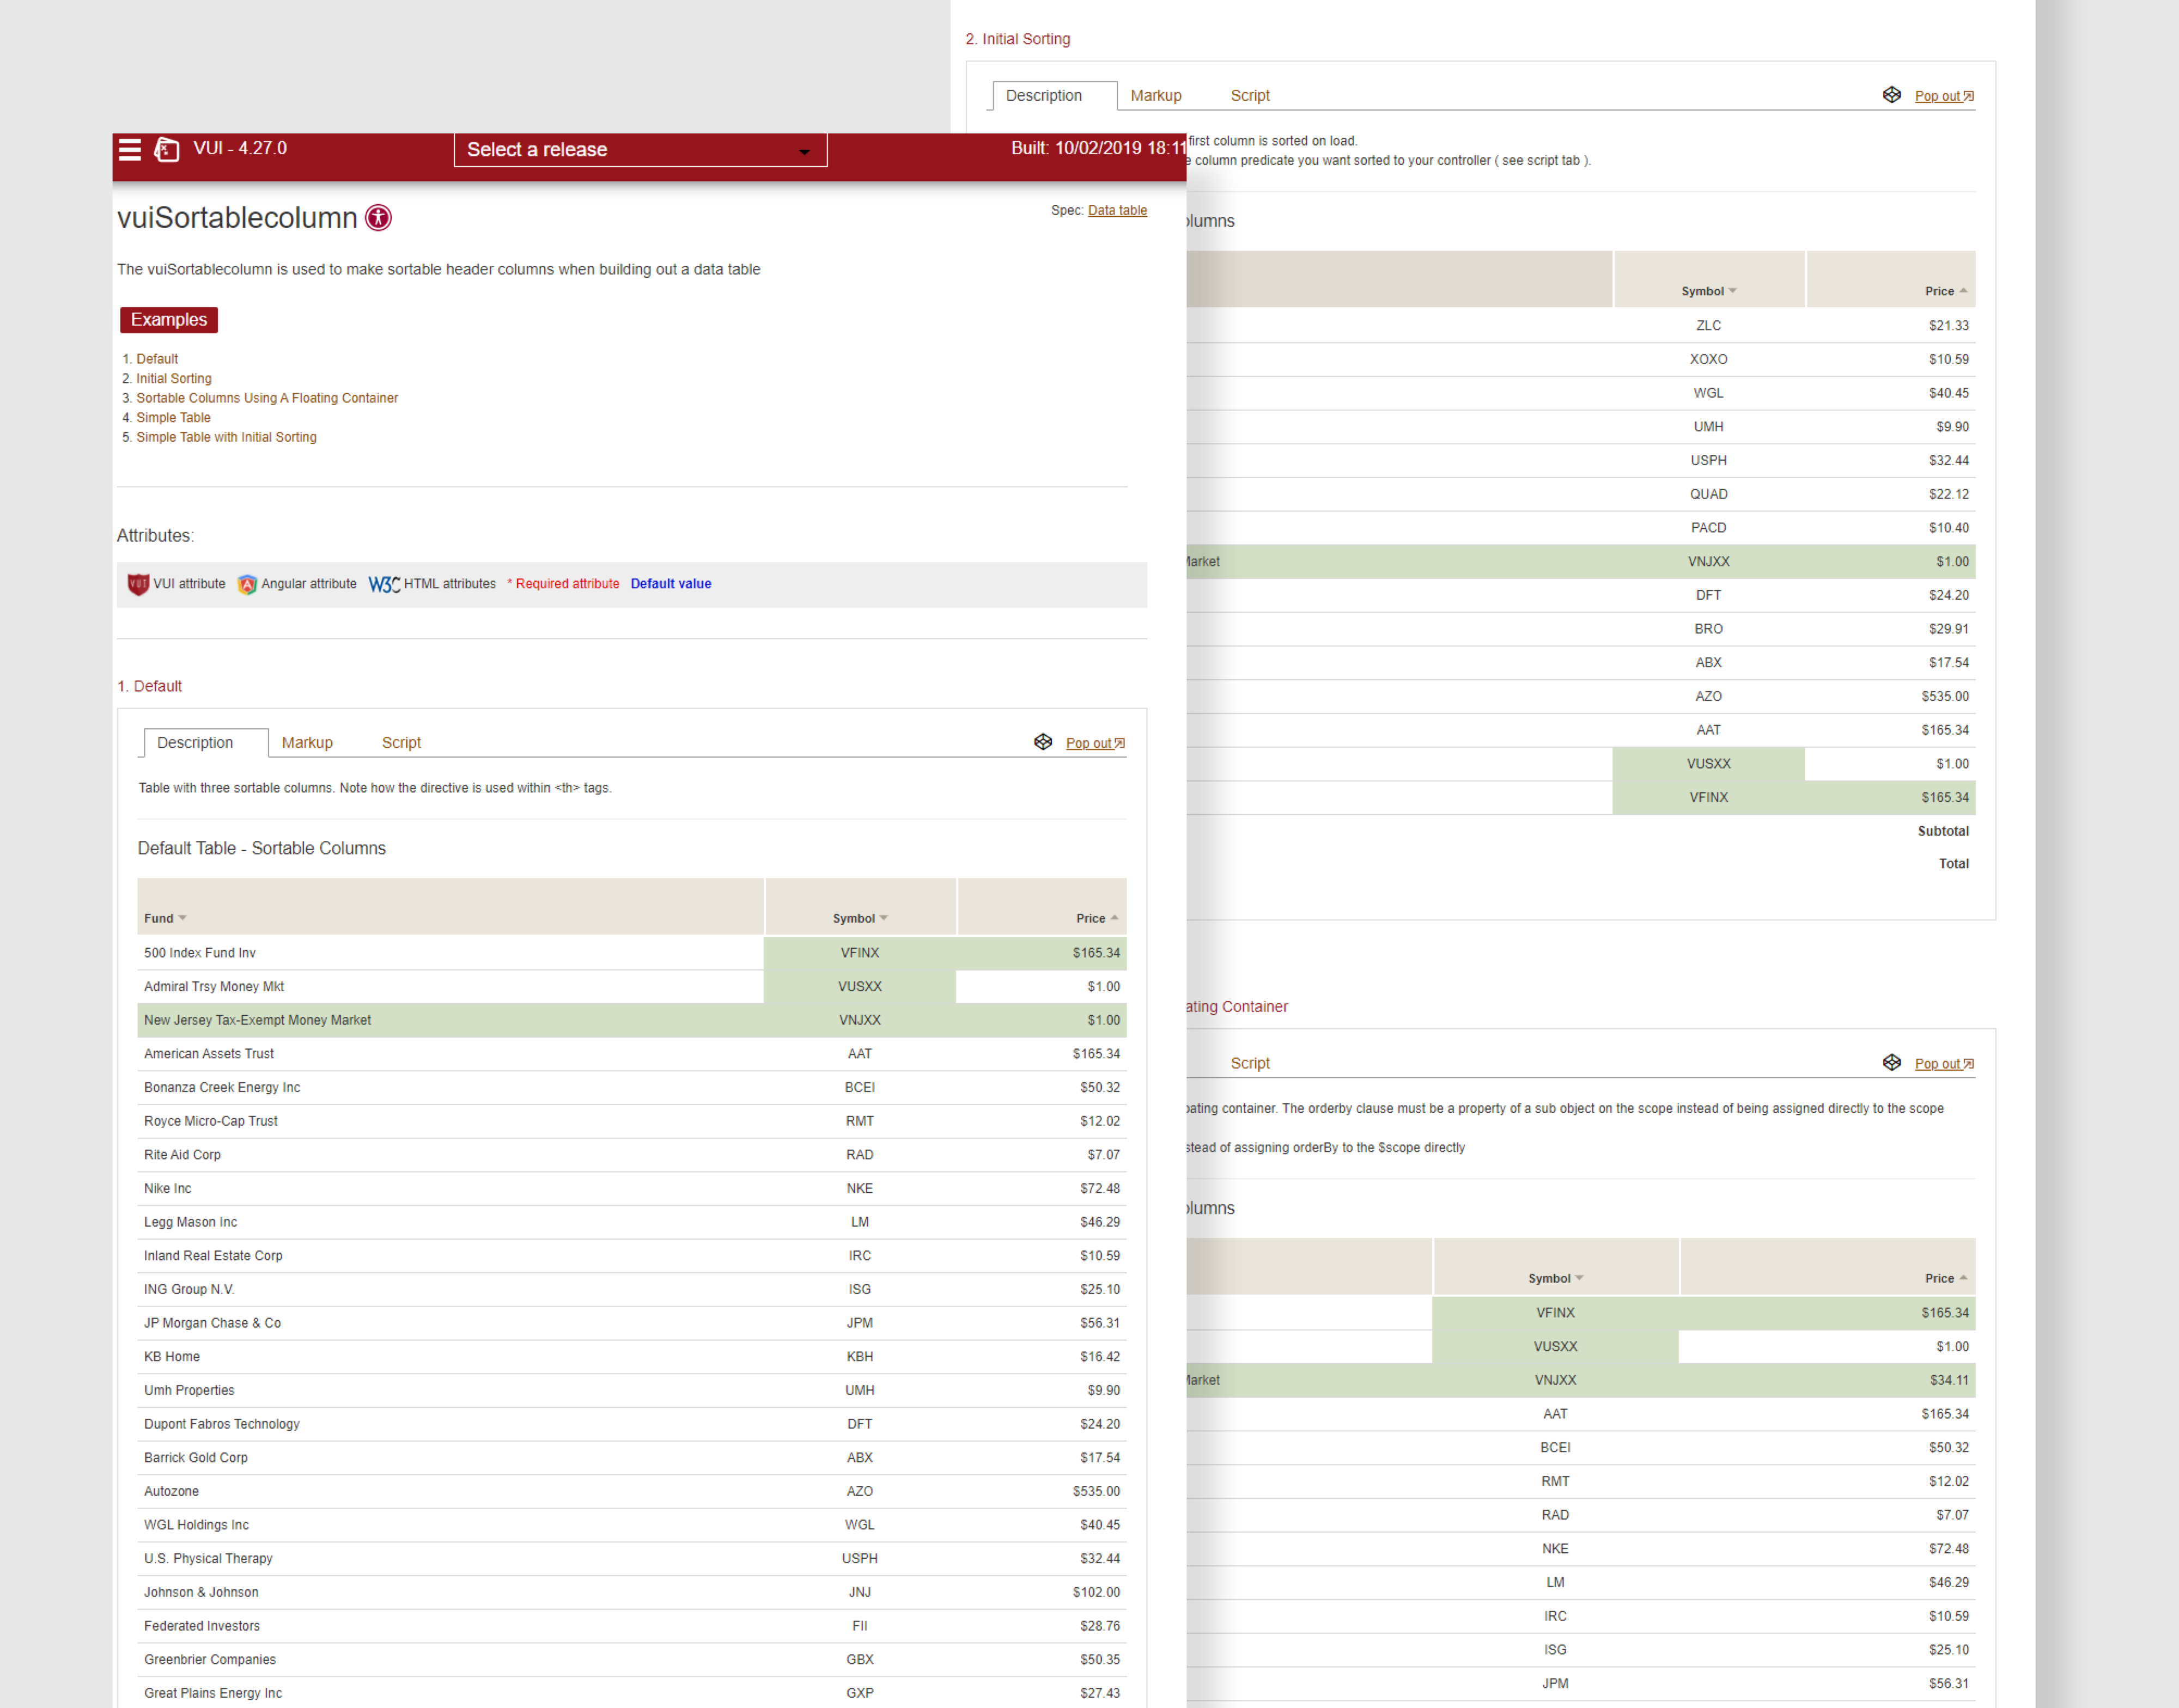 VUI - 4.27.0
Select a release
Built: 10/02/2019 18:11
vuiSortablecolumn
Spec: Data table
The vuiSortablecolumn is used to make sortable header columns when building out a data table
Examples
1. Default
2. Initial Sorting
3. Sortable Columns Using A Floating Container
4. Simple Table
5. Simple Table with Initial Sorting
Attributes:
VUI VUI attribute A Angular attribute W3C HTML attributes * Required attribute Default value
1. Default
Description Markup Script Pop out
Table with three sortable columns. Note how the directive is used within <th> tags.
Default Table - Sortable Columns
Fund Symbol Price
500 Index Fund Inv VFINX $165.34
Admiral Trsy Money Mkt VUSXX $1.00
New Jersey Tax-Exempt Money Market VNJXX $1.00
American Assets Trust AAT $165.34
Bonanza Creek Energy Inc BCEI $50.32
Royce Micro-Cap Trust RMT $12.02
Rite Aid Corp RAD $7.07
Nike Inc NKE $72.48
Legg Mason Inc LM $46.29
Inland Real Estate Corp IRC $10.59
ING Group N.V. ISG $25.10
JP Morgan Chase & Co JPM $56.31
KB Home KBH $16.42
Umh Properties UMH $9.90
Dupont Fabros Technology DFT $24.20
Barrick Gold Corp ABX $17.54
Autozone AZO $535.00
WGL Holdings Inc WGL $40.45
U.S. Physical Therapy USPH $32.44
Johnson & Johnson JNJ $102.00
Federated Investors FII $28.76
Greenbrier Companies GBX $50.35
Great Plains Energy Inc GXP $27.43
2. Initial Sorting
Description Markup Script Pop out
first column is sorted on load.
column predicate you want sorted to your controller ( see script tab ).
lumns
Symbol Price
ZLC $21.33
XOXO $10.59
WGL $40.45
UMH $9.90
USPH $32.44
QUAD $22.12
PACD $10.40
arket VNJXX $1.00
DFT $24.20
BRO $29.91
ABX $17.54
AZO $535.00
AAT $165.34
VUSXX $1.00
VFINX $165.34
Subtotal
Total
ating Container
Script Pop out
ating container. The orderby clause must be a property of a sub object on the scope instead of being assigned directly to the scope
stead of assigning orderBy to the $scope directly
lumns
Symbol Price
VFINX $165.34
VUSXX $1.00
arket VNJXX $34.11
AAT $165.34
BCEI $50.32
RMT $12.02
RAD $7.07
NKE $72.48
LM $46.29
IRC $10.59
ISG $25.10
JPM $56.31